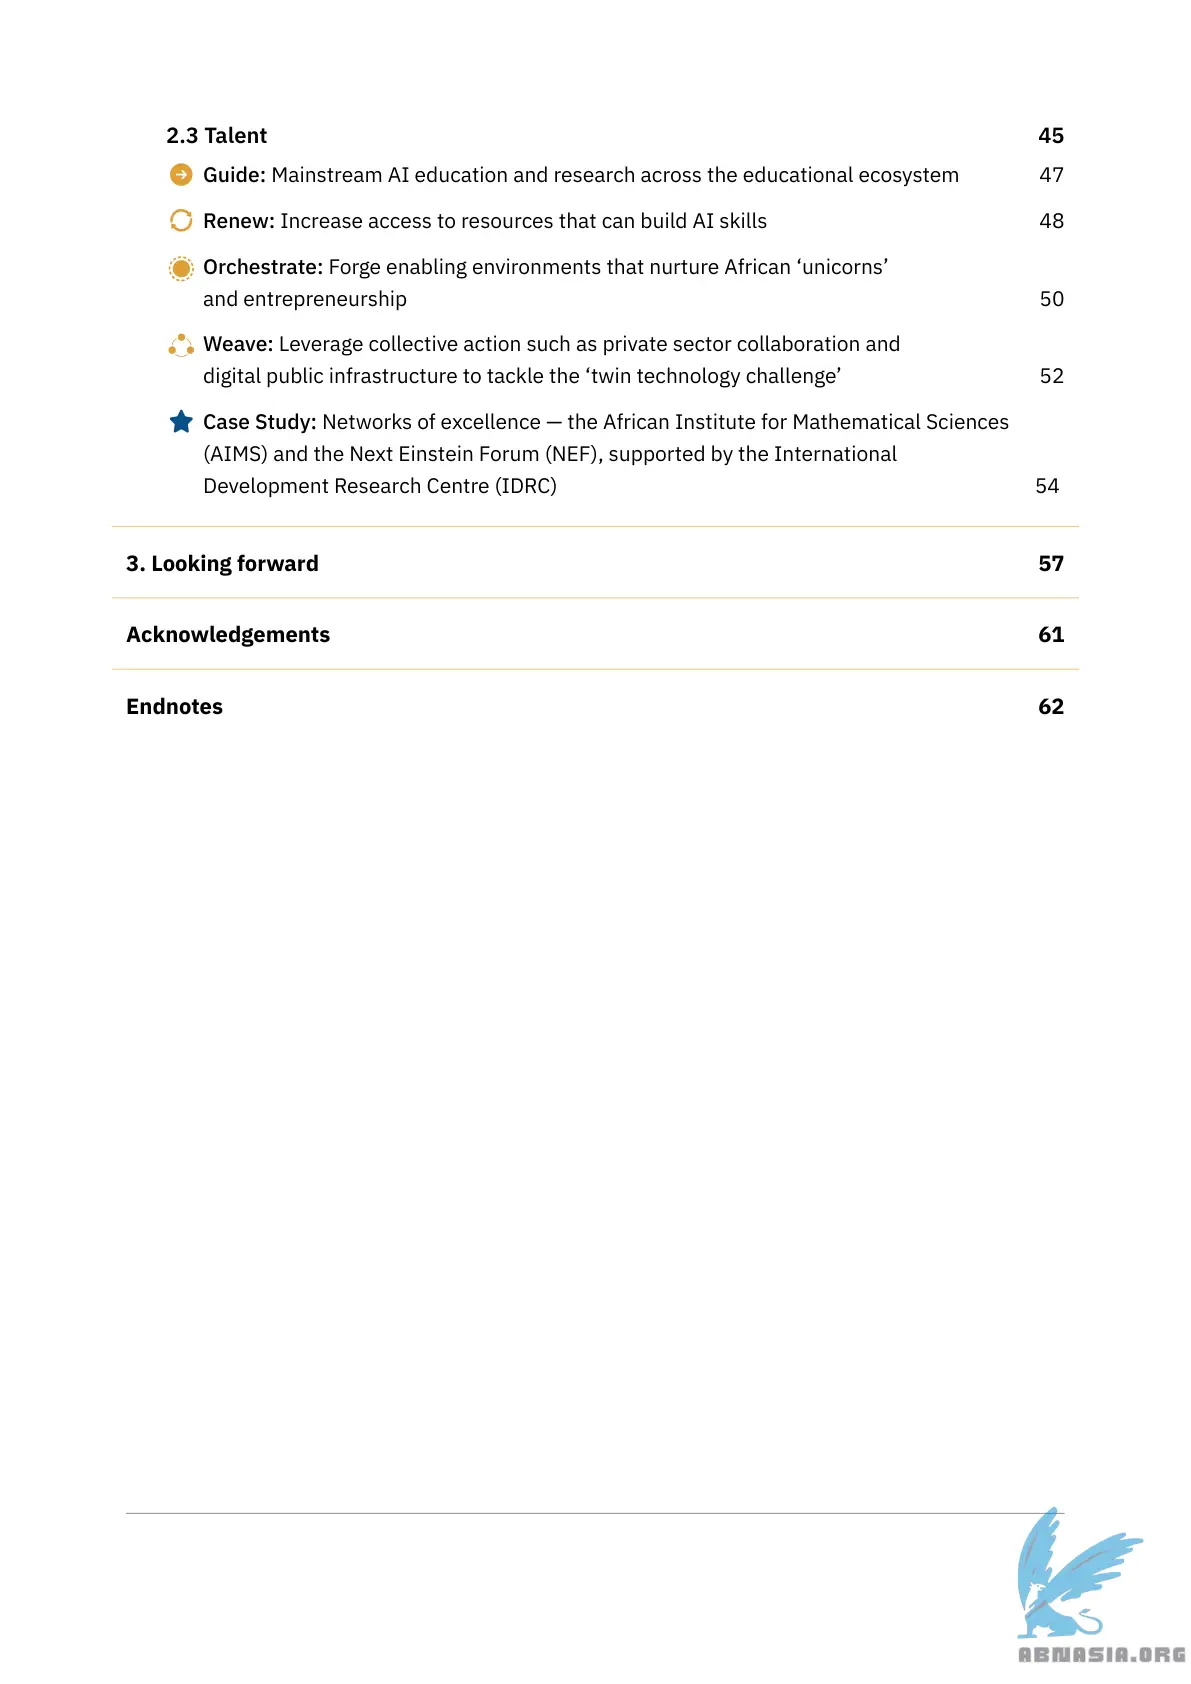 2.3 Talent 45
Guide: Mainstream AI education and research across the educational ecosystem 47
Renew: Increase access to resources that can build AI skills 48
Orchestrate: Forge enabling environments that nurture African ‘unicorns’
and entrepreneurship 50
Weave: Leverage collective action such as private sector collaboration and
digital public infrastructure to tackle the ‘twin technology challenge’ 52
Case Study: Networks of excellence — the African Institute for Mathematical Sciences
(AIMS) and the Next Einstein Forum (NEF), supported by the International
Development Research Centre (IDRC) 54
3. Looking forward 57
Acknowledgements 61
Endnotes 62
ABNASIA.ORG